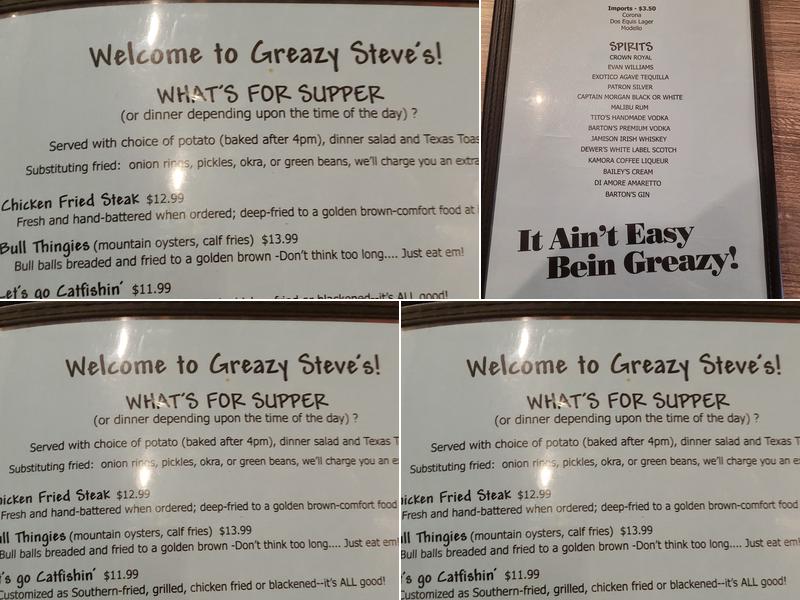 Welcome to Greazy Steve's!
WHAT'S FOR SUPPER
(or dinner depending upon the time of the day) ?
Served with choice of potato (baked after 4pm), dinner salad and Texas Toas
Substituting fried: onion rings, pickles, okra, or green beans, we'll charge you an extra
Chicken Fried Steak $12.99
Fresh and hand-battered when ordered; deep-fried to a golden brown-comfort food at
Bull Thingies (mountain oysters, calf fries) $13.99
Bull balls breaded and fried to a golden brown -Don't think too long.... Just eat em!
Let's go Catfishin' $11.99
fried or blackened--it's ALL good!
Imports - $3.50
Corona
Dos Equis Lager
Modello
SPIRITS
CROWN ROYAL
EVAN WILLIAMS
EXOTICO AGAVE TEQUILLA
PATRON SILVER
CAPTAIN MORGAN BLACK OR WHITE
MALIBU RUM
TITO'S HANDMADE VODKA
BARTON'S PREMIUM VODKA
JAMISON IRISH WHISKEY
DEWER'S WHITE LABEL SCOTCH
KAMORA COFFEE LIQUEUR
BAILEY'S CREAM
DI AMORE AMARETTO
BARTON'S GIN
It Ain't Easy
Bein Greazy!
Welcome to Greazy Steve's!
WHAT'S FOR SUPPER
(or dinner depending upon the time of the day) ?
Served with choice of potato (baked after 4pm), dinner salad and Texas T
Substituting fried: onion rings, pickles, okra, or green beans, we'll charge you an e
hicken Fried Steak $12.99
Fresh and hand-battered when ordered; deep-fried to a golden brown-comfort food
ull Thingies (mountain oysters, calf fries) $13.99
Bull balls breaded and fried to a golden brown -Don't think too long.... Just eat em!
's go Catfishin' $11.99
Customized as Southern-fried, grilled, chicken fried or blackened--it's ALL good!
Welcome to Greazy Steve's!
WHAT'S FOR SUPPER
(or dinner depending upon the time of the day) ?
Served with choice of potato (baked after 4pm), dinner salad and Texas T
Substituting fried: onion rings, pickles, okra, or green beans, we'll charge you an e
icken Fried Steak $12.99
Fresh and hand-battered when ordered; deep-fried to a golden brown-comfort food
ll Thingies (mountain oysters, calf fries) $13.99
Bull balls breaded and fried to a golden brown -Don't think too long.... Just eat em!
's go Catfishin' $11.99
Customized as Southern-fried, grilled, chicken fried or blackened--it's ALL good!